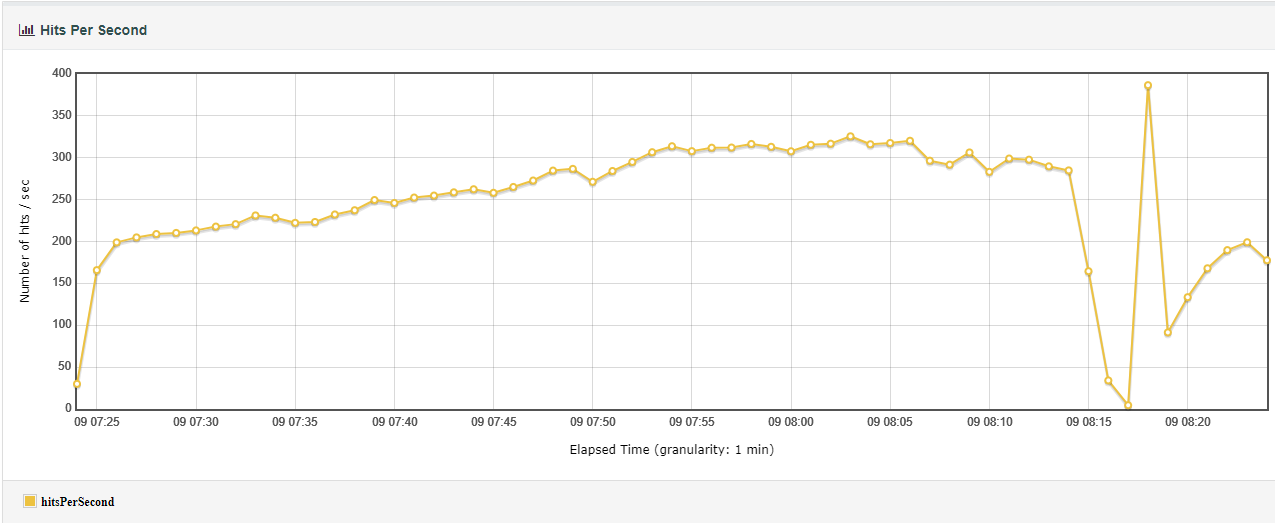 Hits Per Second
400
350
300
250
200
150
100
50
0
Number of hits / sec
09 07:25 09 07:30 09 07:35 09 07:40 09 07:45 09 07:50 09 07:55 09 08:00 09 08:05 09 08:10 09 08:15 09 08:20
Elapsed Time (granularity: 1 min)
hitsPerSecond